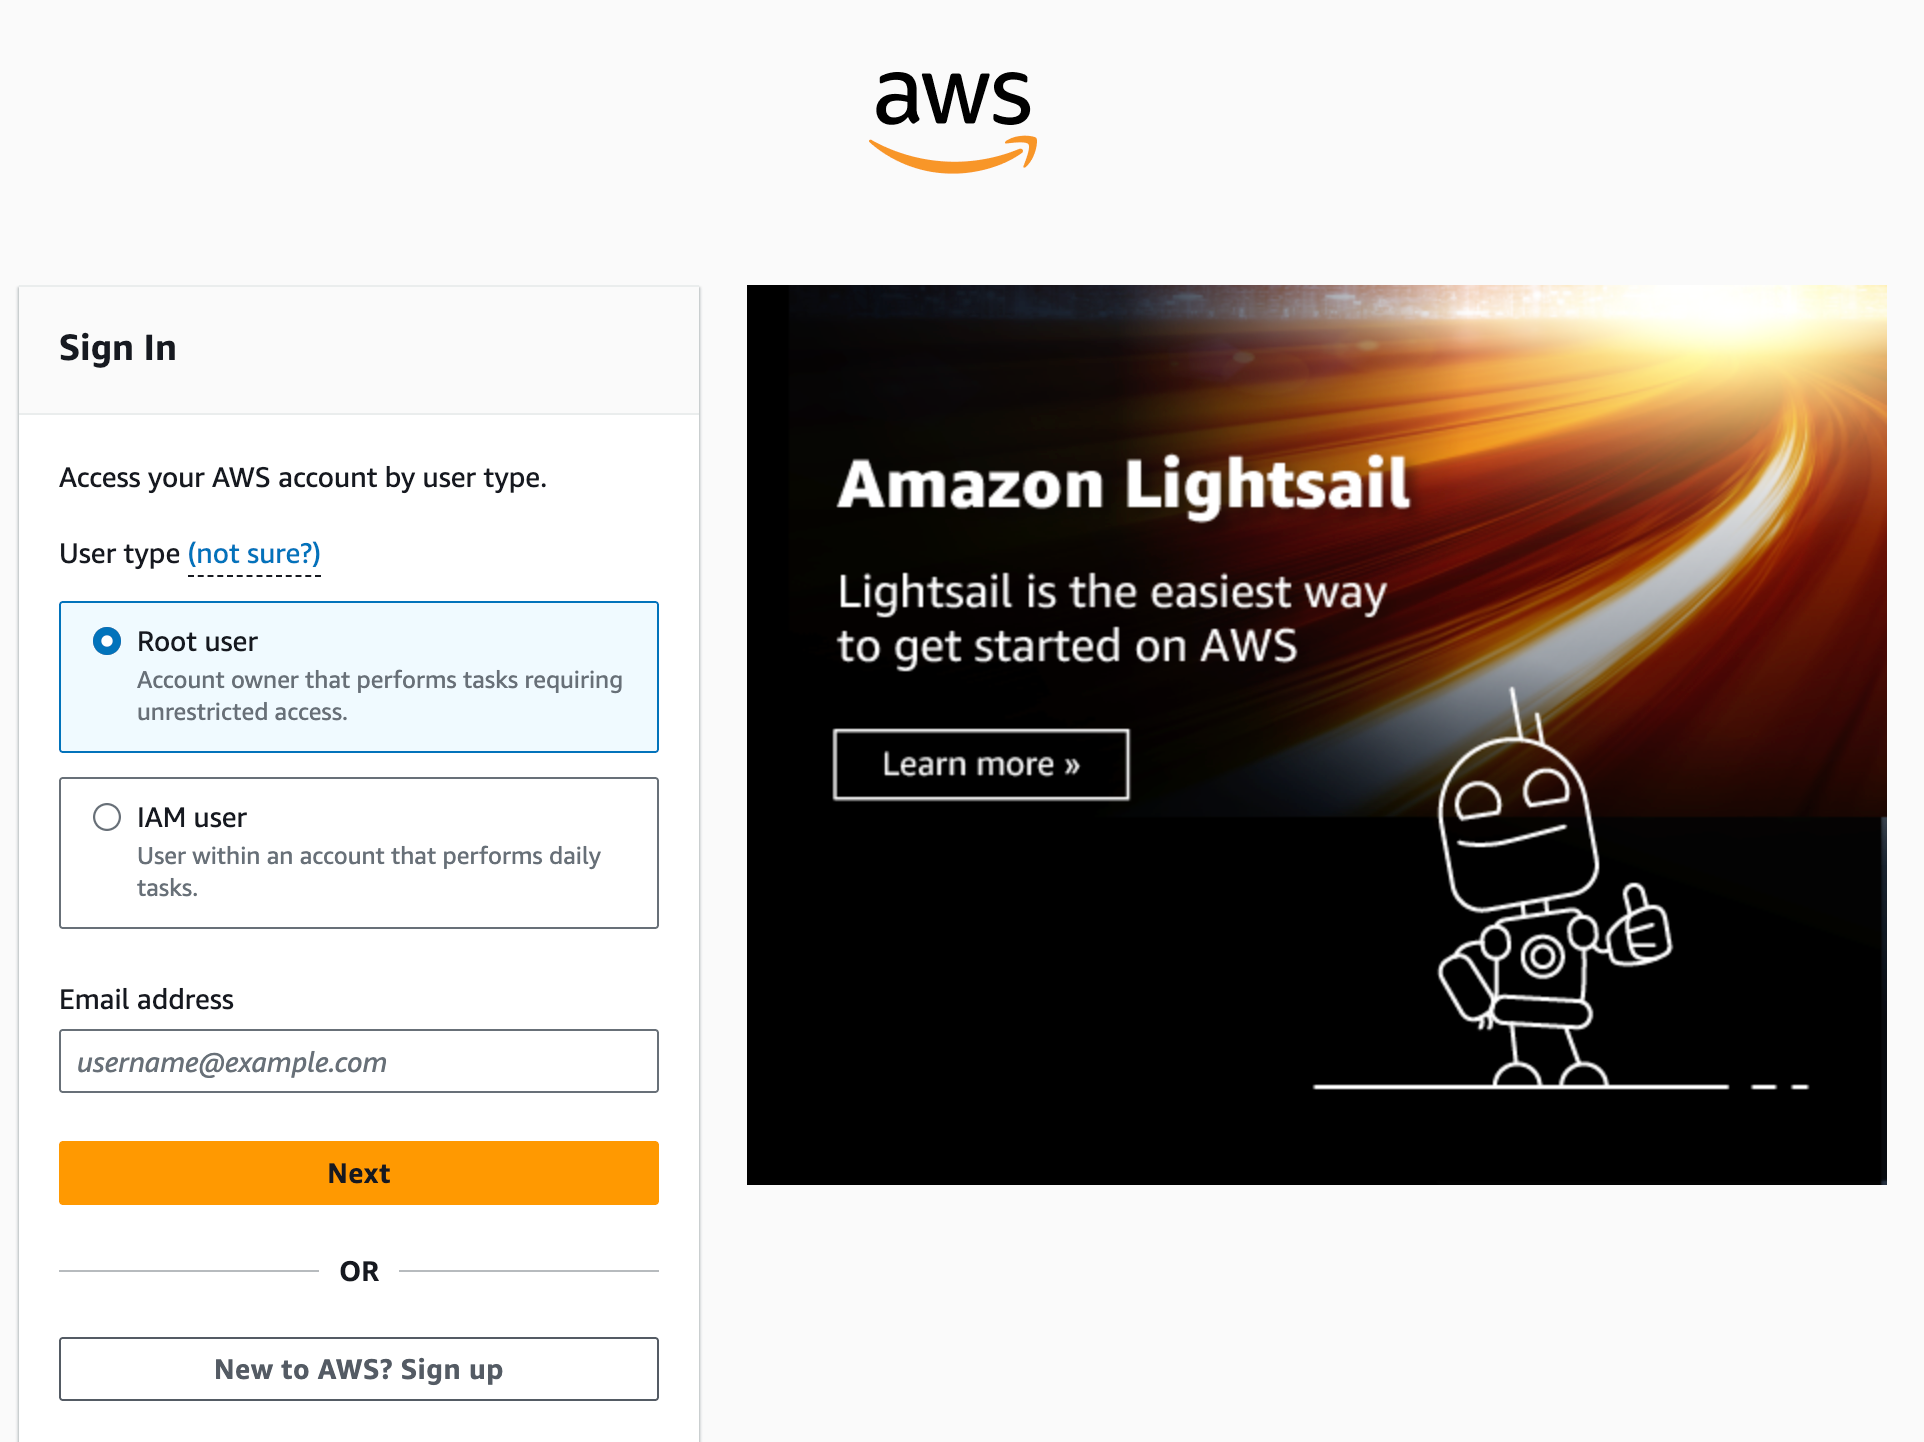 aws
Sign In
Access your AWS account by user type.
User type (not sure?)
Root user
Account owner that performs tasks requiring
unrestricted access.
IAM user
User within an account that performs daily
tasks.
Email address
username@example.com
Next
OR
New to AWS? Sign up
Amazon Lightsail
Lightsail is the easiest way
to get started on AWS
Learn more »